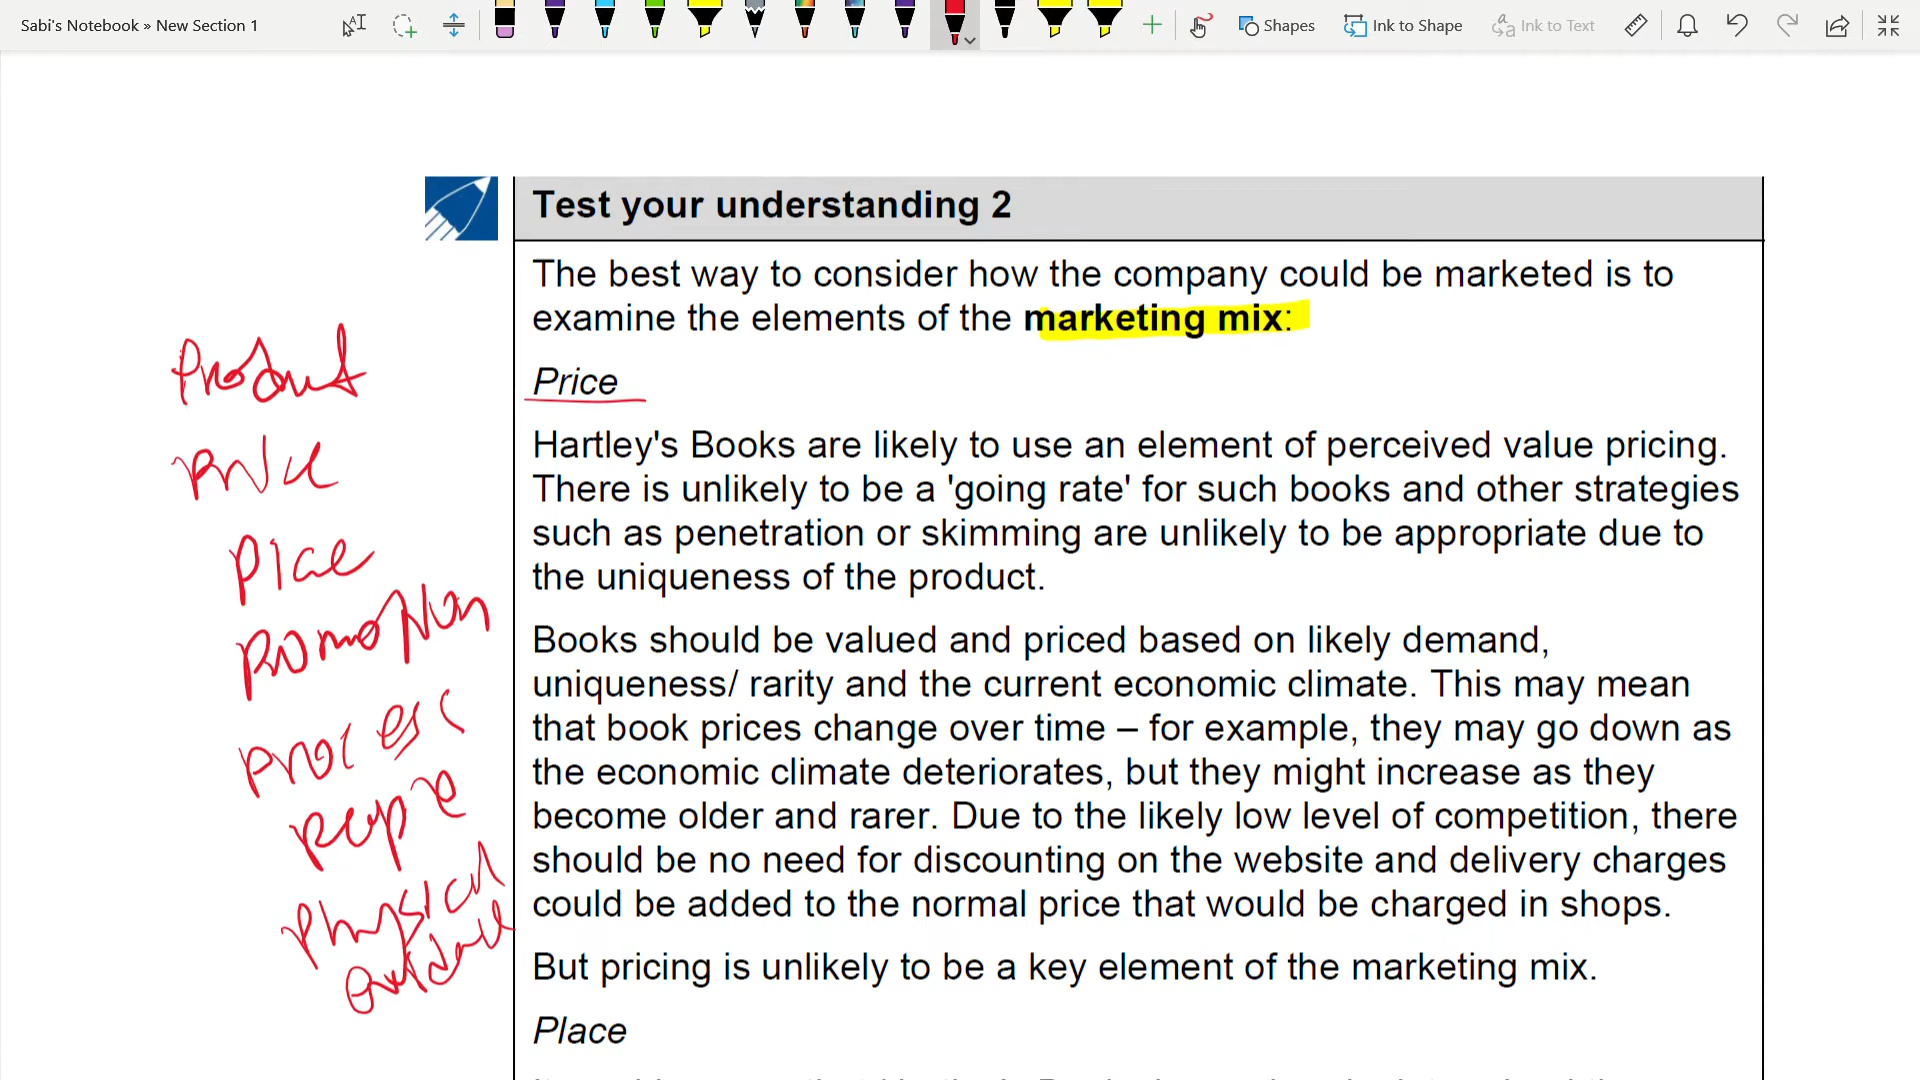 Sabi's Notebook » New Section 1
Shapes
Ink to Shape
Ink to Text
Test your understanding 2
The best way to consider how the company could be marketed is to
examine the elements of the marketing mix:
Price
Hartley's Books are likely to use an element of perceived value pricing.
There is unlikely to be a 'going rate' for such books and other strategies
such as penetration or skimming are unlikely to be appropriate due to
the uniqueness of the product.
Books should be valued and priced based on likely demand,
uniqueness/ rarity and the current economic climate. This may mean
that book prices change over time – for example, they may go down as
the economic climate deteriorates, but they might increase as they
become older and rarer. Due to the likely low level of competition, there
should be no need for discounting on the website and delivery charges
could be added to the normal price that would be charged in shops.
But pricing is unlikely to be a key element of the marketing mix.
Place
Product
Price
Place
Promotion
Process
People
Physical